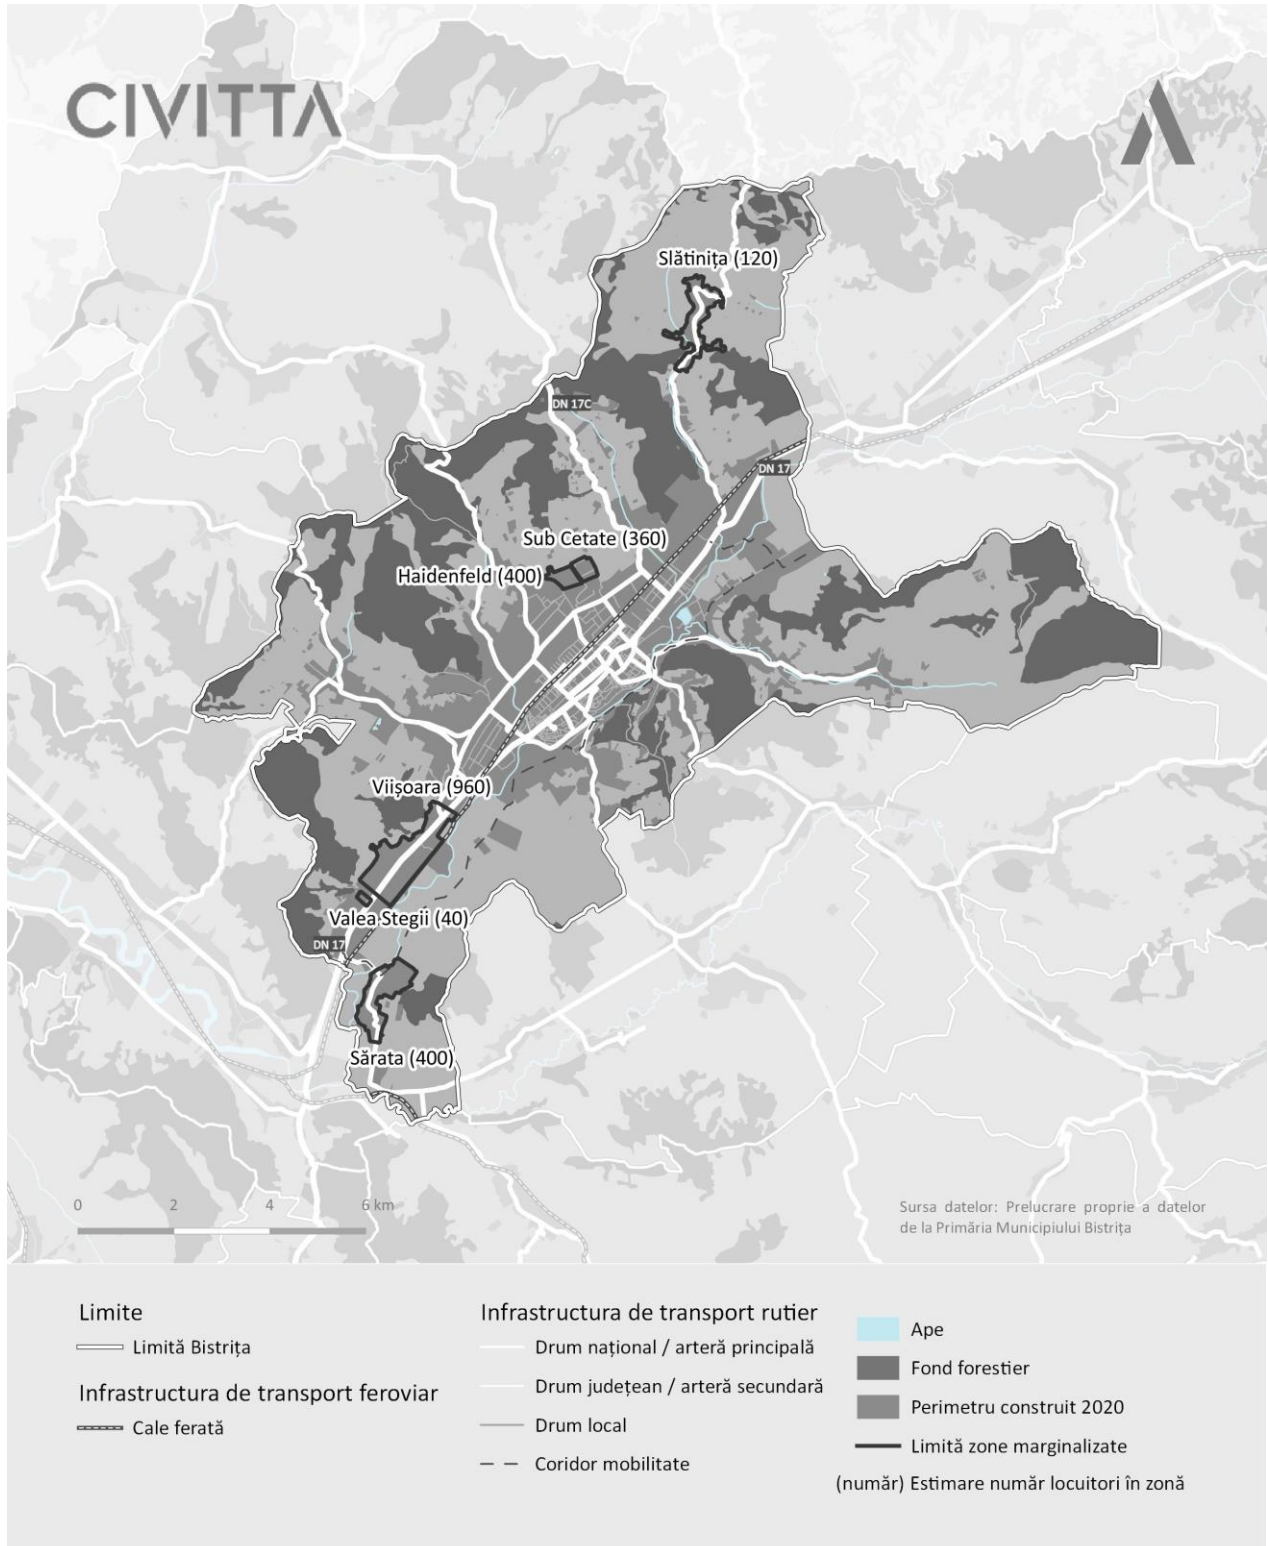 CIVITTA
Slătinița (120)
DN 17C
DN 17
Sub Cetate (360)
Haidenfeld (400)
Viișoara (960)
Valea Stegii (40)
DN 17
Sărata (400)
0 2 4 6 km
Sursa datelor: Prelucrare proprie a datelor
de la Primăria Municipiului Bistrița
Limite
Limită Bistrița
Infrastructura de transport feroviar
Cale ferată
Infrastructura de transport rutier
Drum național / arteră principală
Drum județean / arteră secundară
Drum local
Coridor mobilitate
Ape
Fond forestier
Perimetru construit 2020
Limită zone marginalizate
(număr) Estimare număr locuitori în zonă